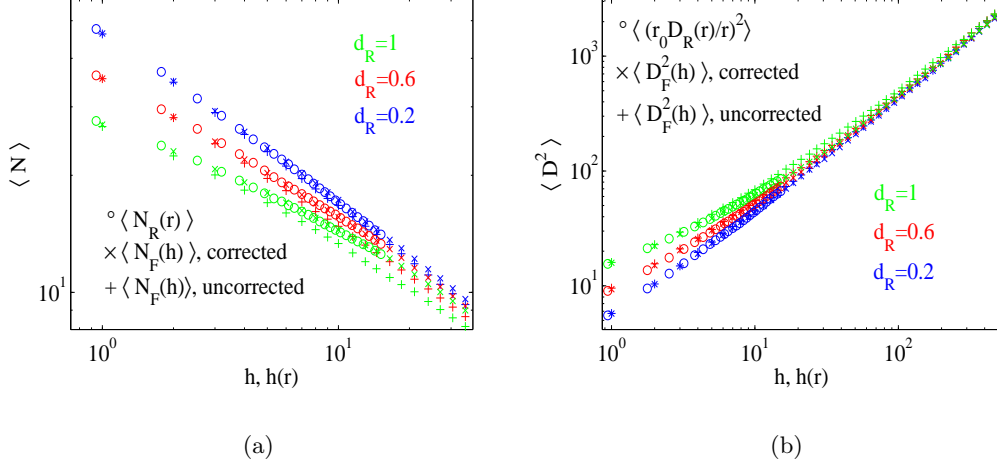 ⟨ N ⟩
d_R=1
d_R=0.6
d_R=0.2
° ⟨ N_R(r) ⟩
× ⟨ N_F(h) ⟩, corrected
+ ⟨ N_F(h)⟩, uncorrected
10^1
10^0
10^1
h, h(r)
(a)
⟨ D^2 ⟩
° ⟨ (r_0D_R(r)/r)^2⟩
× ⟨ D_F^2(h) ⟩, corrected
+ ⟨ D_F^2(h) ⟩, uncorrected
d_R=1
d_R=0.6
d_R=0.2
10^3
10^2
10^1
10^0
10^1
10^2
h, h(r)
(b)